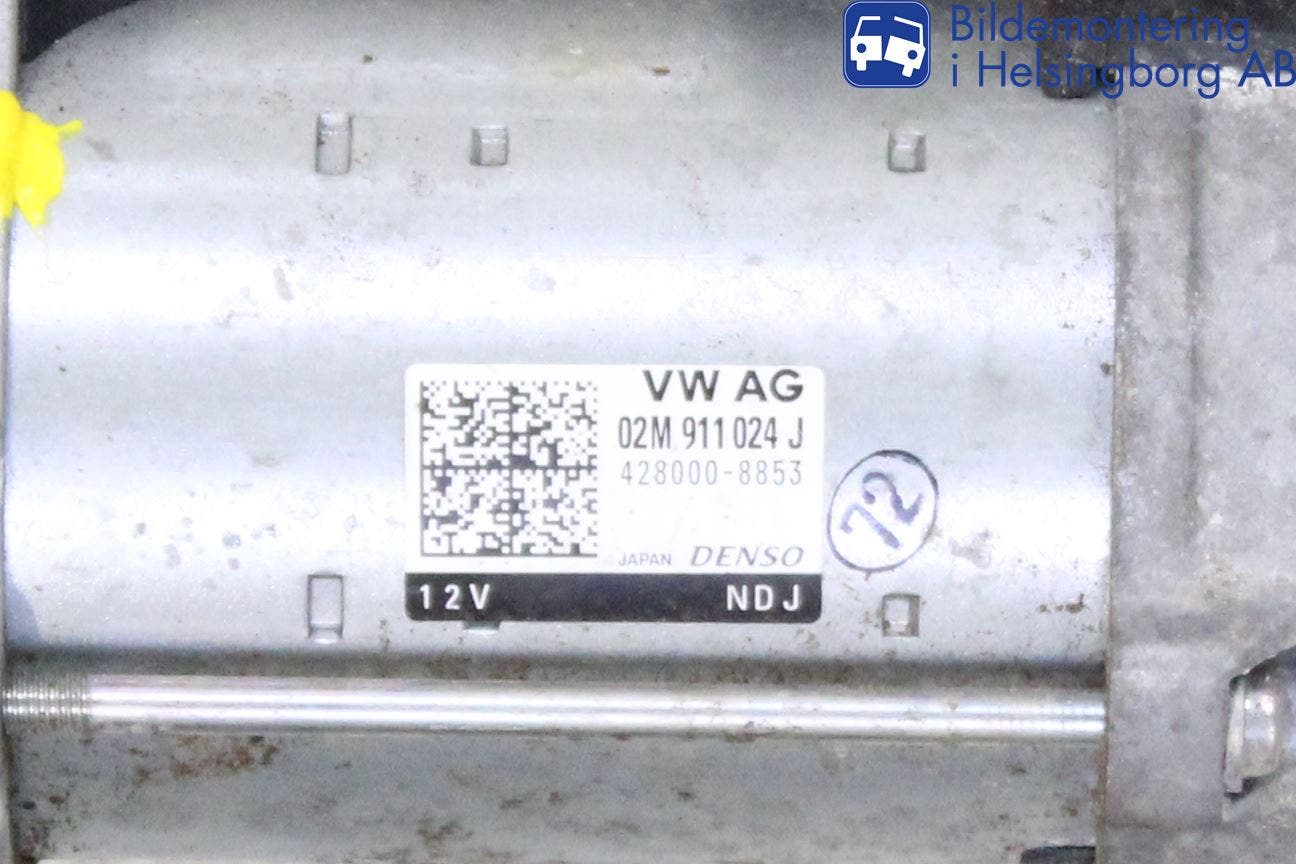 Bildemontering
i Helsingborg AB
VW AG
02M 911 024 J
428000-8853
JAPAN DENSO
12V NDJ
72